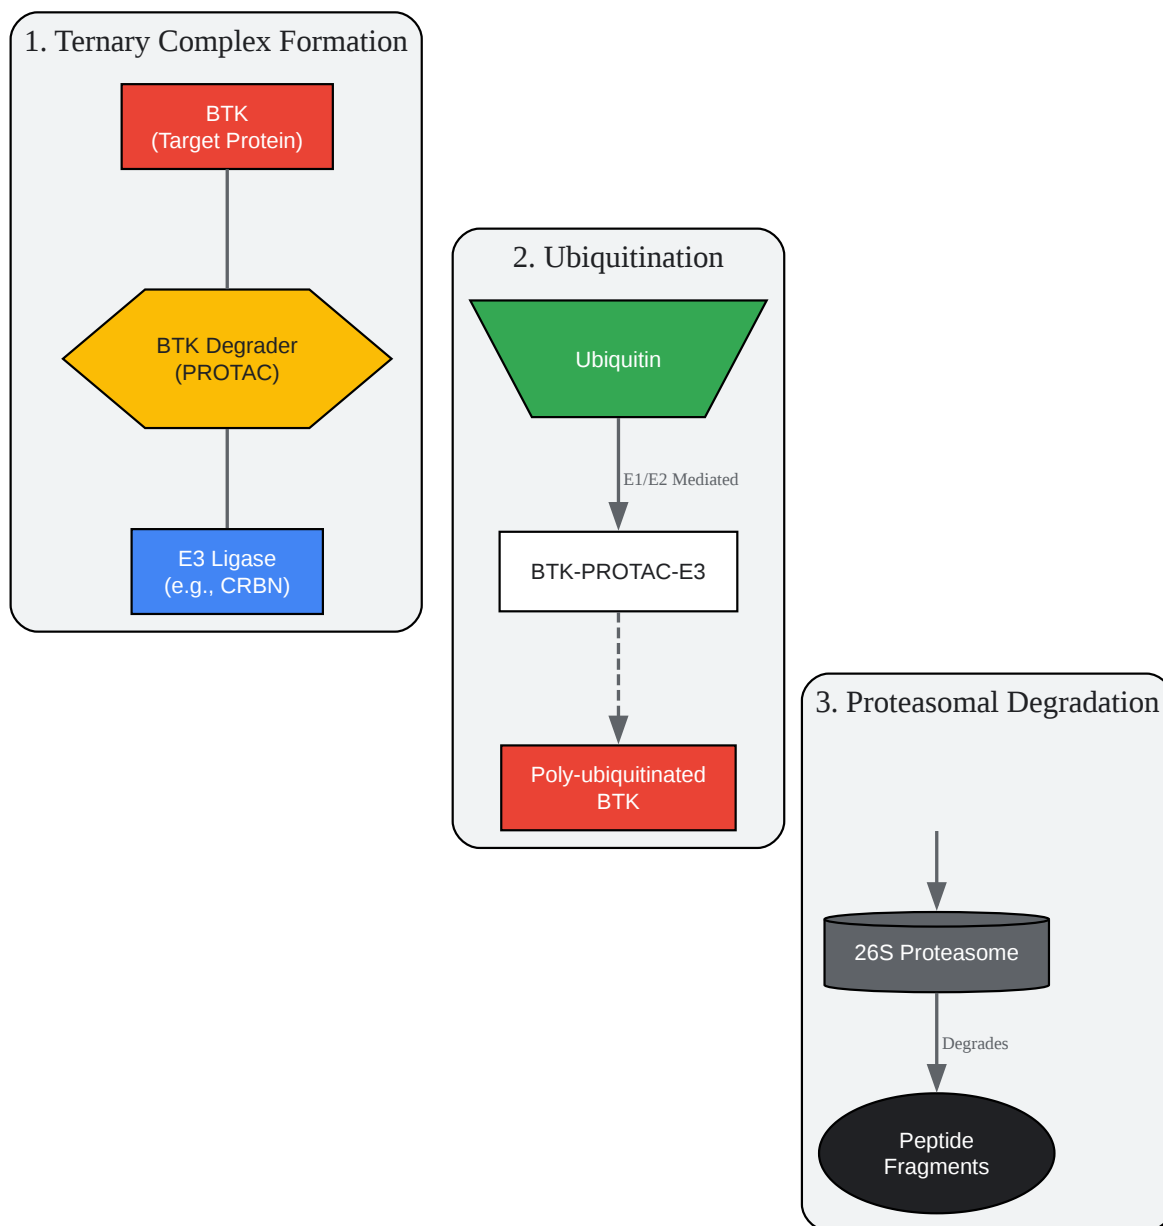 1. Ternary Complex Formation
BTK
(Target Protein)
BTK Degrader
(PROTAC)
E3 Ligase
(e.g., CRBN)
2. Ubiquitination
Ubiquitin
E1/E2 Mediated
BTK-PROTAC-E3
Poly-ubiquitinated
BTK
3. Proteasomal Degradation
26S Proteasome
Degrades
Peptide
Fragments